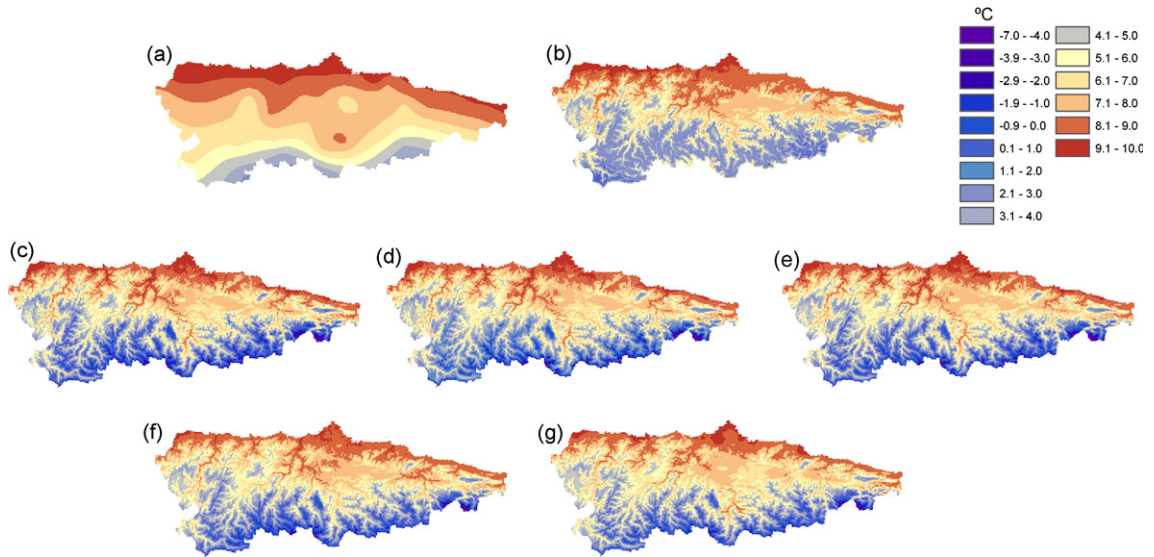 ºC
-7.0 - -4.0
-3.9 - -3.0
-2.9 - -2.0
-1.9 - -1.0
-0.9 - 0.0
0.1 - 1.0
1.1 - 2.0
2.1 - 3.0
3.1 - 4.0
4.1 - 5.0
5.1 - 6.0
6.1 - 7.0
7.1 - 8.0
8.1 - 9.0
9.1 - 10.0
(a)
(b)
(c)
(d)
(e)
(f)
(g)